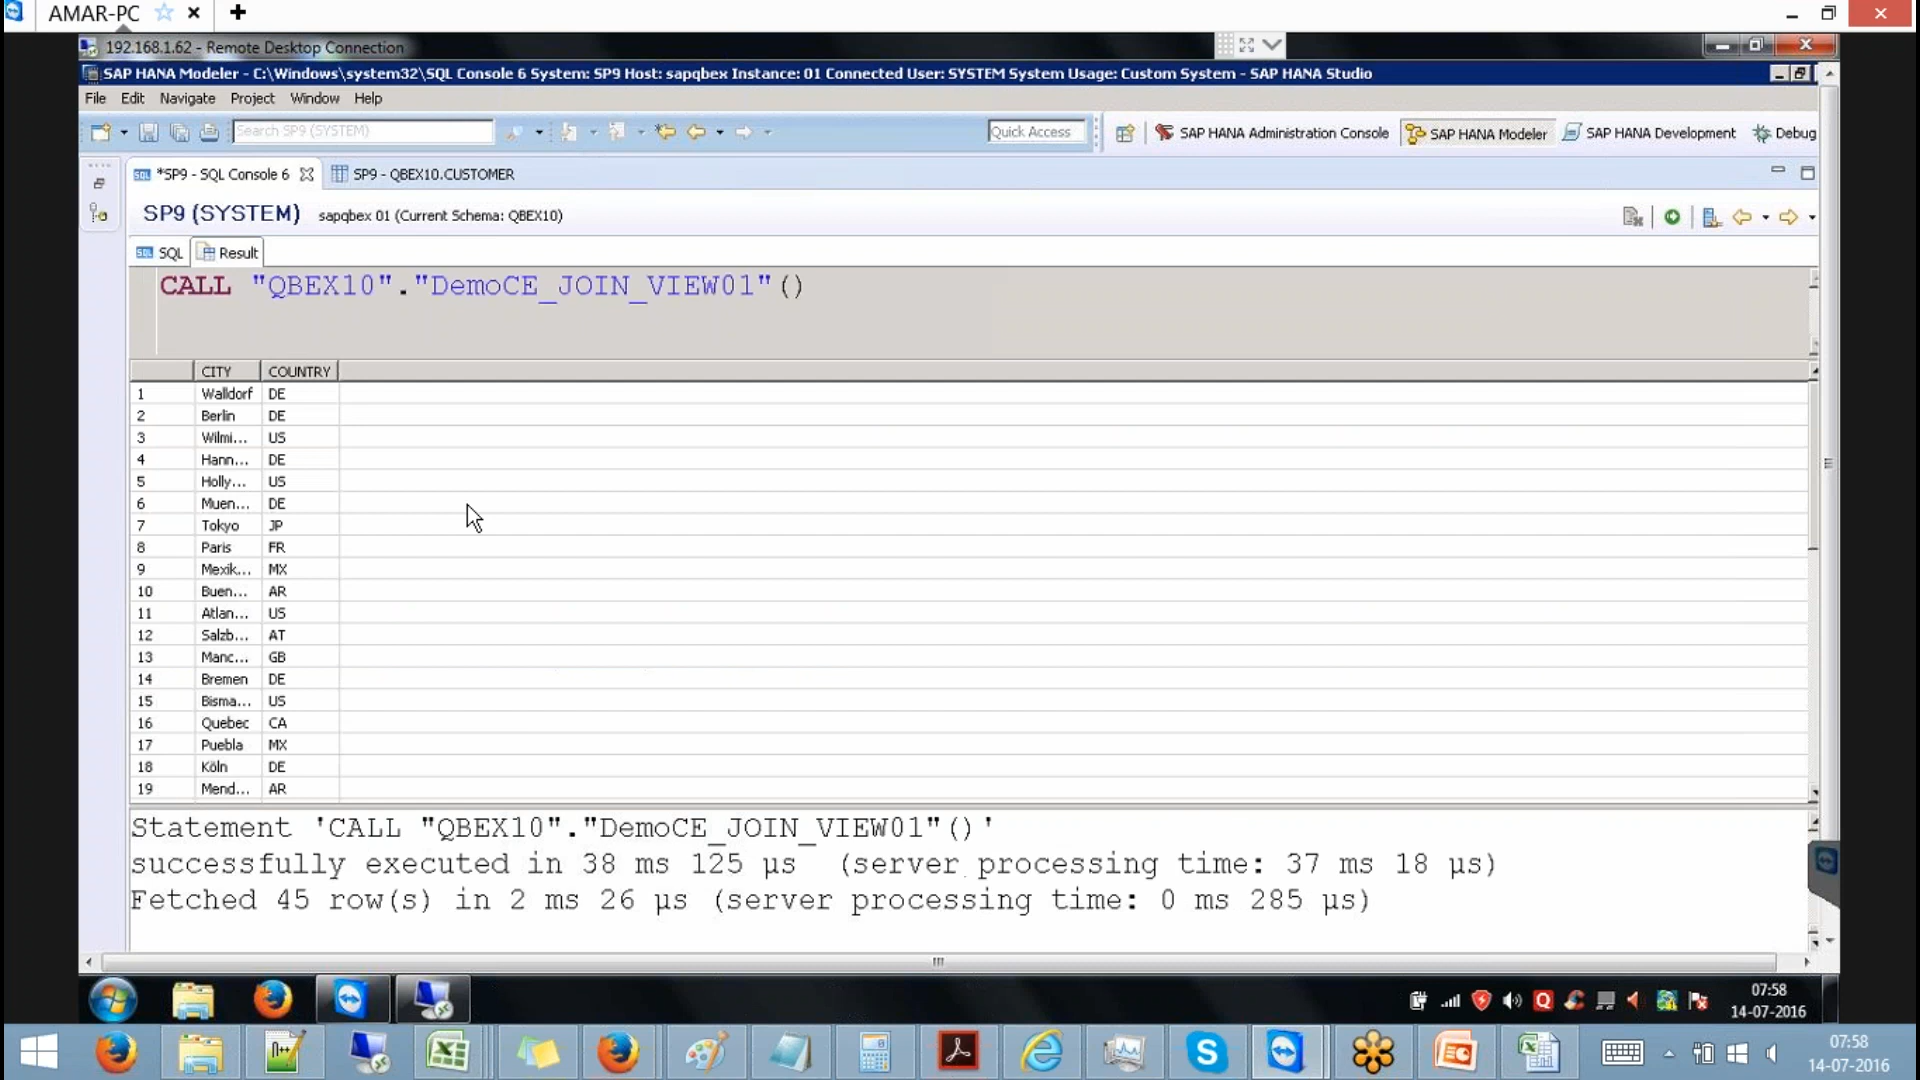 AMAR-PC
192.168.1.62 - Remote Desktop Connection
SAP HANA Modeler - C:\Windows\system32\SQL Console 6 System: SP9 Host: sapqbex Instance: 01 Connected User: SYSTEM System Usage: Custom System - SAP HANA Studio
File Edit Navigate Project Window Help
Search SP9 (SYSTEM) Quick Access SAP HANA Administration Console SAP HANA Modeler SAP HANA Development Debug
SQL *SP9 - SQL Console 6 SP9 - QBEX10.CUSTOMER
SP9 (SYSTEM) sapqbex 01 (Current Schema: QBEX10)
SQL SQL Result
CALL "QBEX10"."DemoCE_JOIN_VIEW01"()
CITY COUNTRY
1 Walldorf DE
2 Berlin DE
3 Wilmi... US
4 Hann... DE
5 Holly... US
6 Muen... DE
7 Tokyo JP
8 Paris FR
9 Mexik... MX
10 Buen... AR
11 Atlan... US
12 Salzb... AT
13 Manc... GB
14 Bremen DE
15 Bisma... US
16 Quebec CA
17 Puebla MX
18 Köln DE
19 Mend... AR
Statement 'CALL "QBEX10"."DemoCE_JOIN_VIEW01"()'
successfully executed in 38 ms 125 µs (server processing time: 37 ms 18 µs)
Fetched 45 row(s) in 2 ms 26 µs (server processing time: 0 ms 285 µs)
07:58
14-07-2016
07:58
14-07-2016